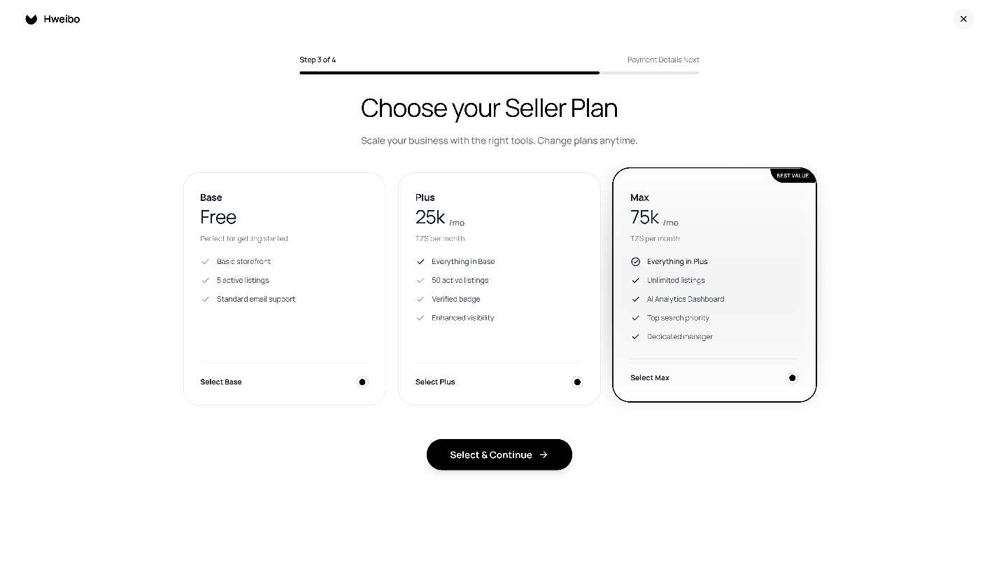 Hweibo
Step 3 of 4
Payment Details Next
Choose your Seller Plan
Scale your business with the right tools. Change plans anytime.
Base
Free
Perfect for getting started
Basic storefront
5 active listings
Standard email support
Select Base
Plus
25k /mo
TZS per month
Everything in Base
50 active listings
Verified badge
Enhanced visibility
Select Plus
BEST VALUE
Max
75k /mo
TZS per month
Everything in Plus
Unlimited listings
AI Analytics Dashboard
Top search priority
Dedicated manager
Select Max
Select & Continue